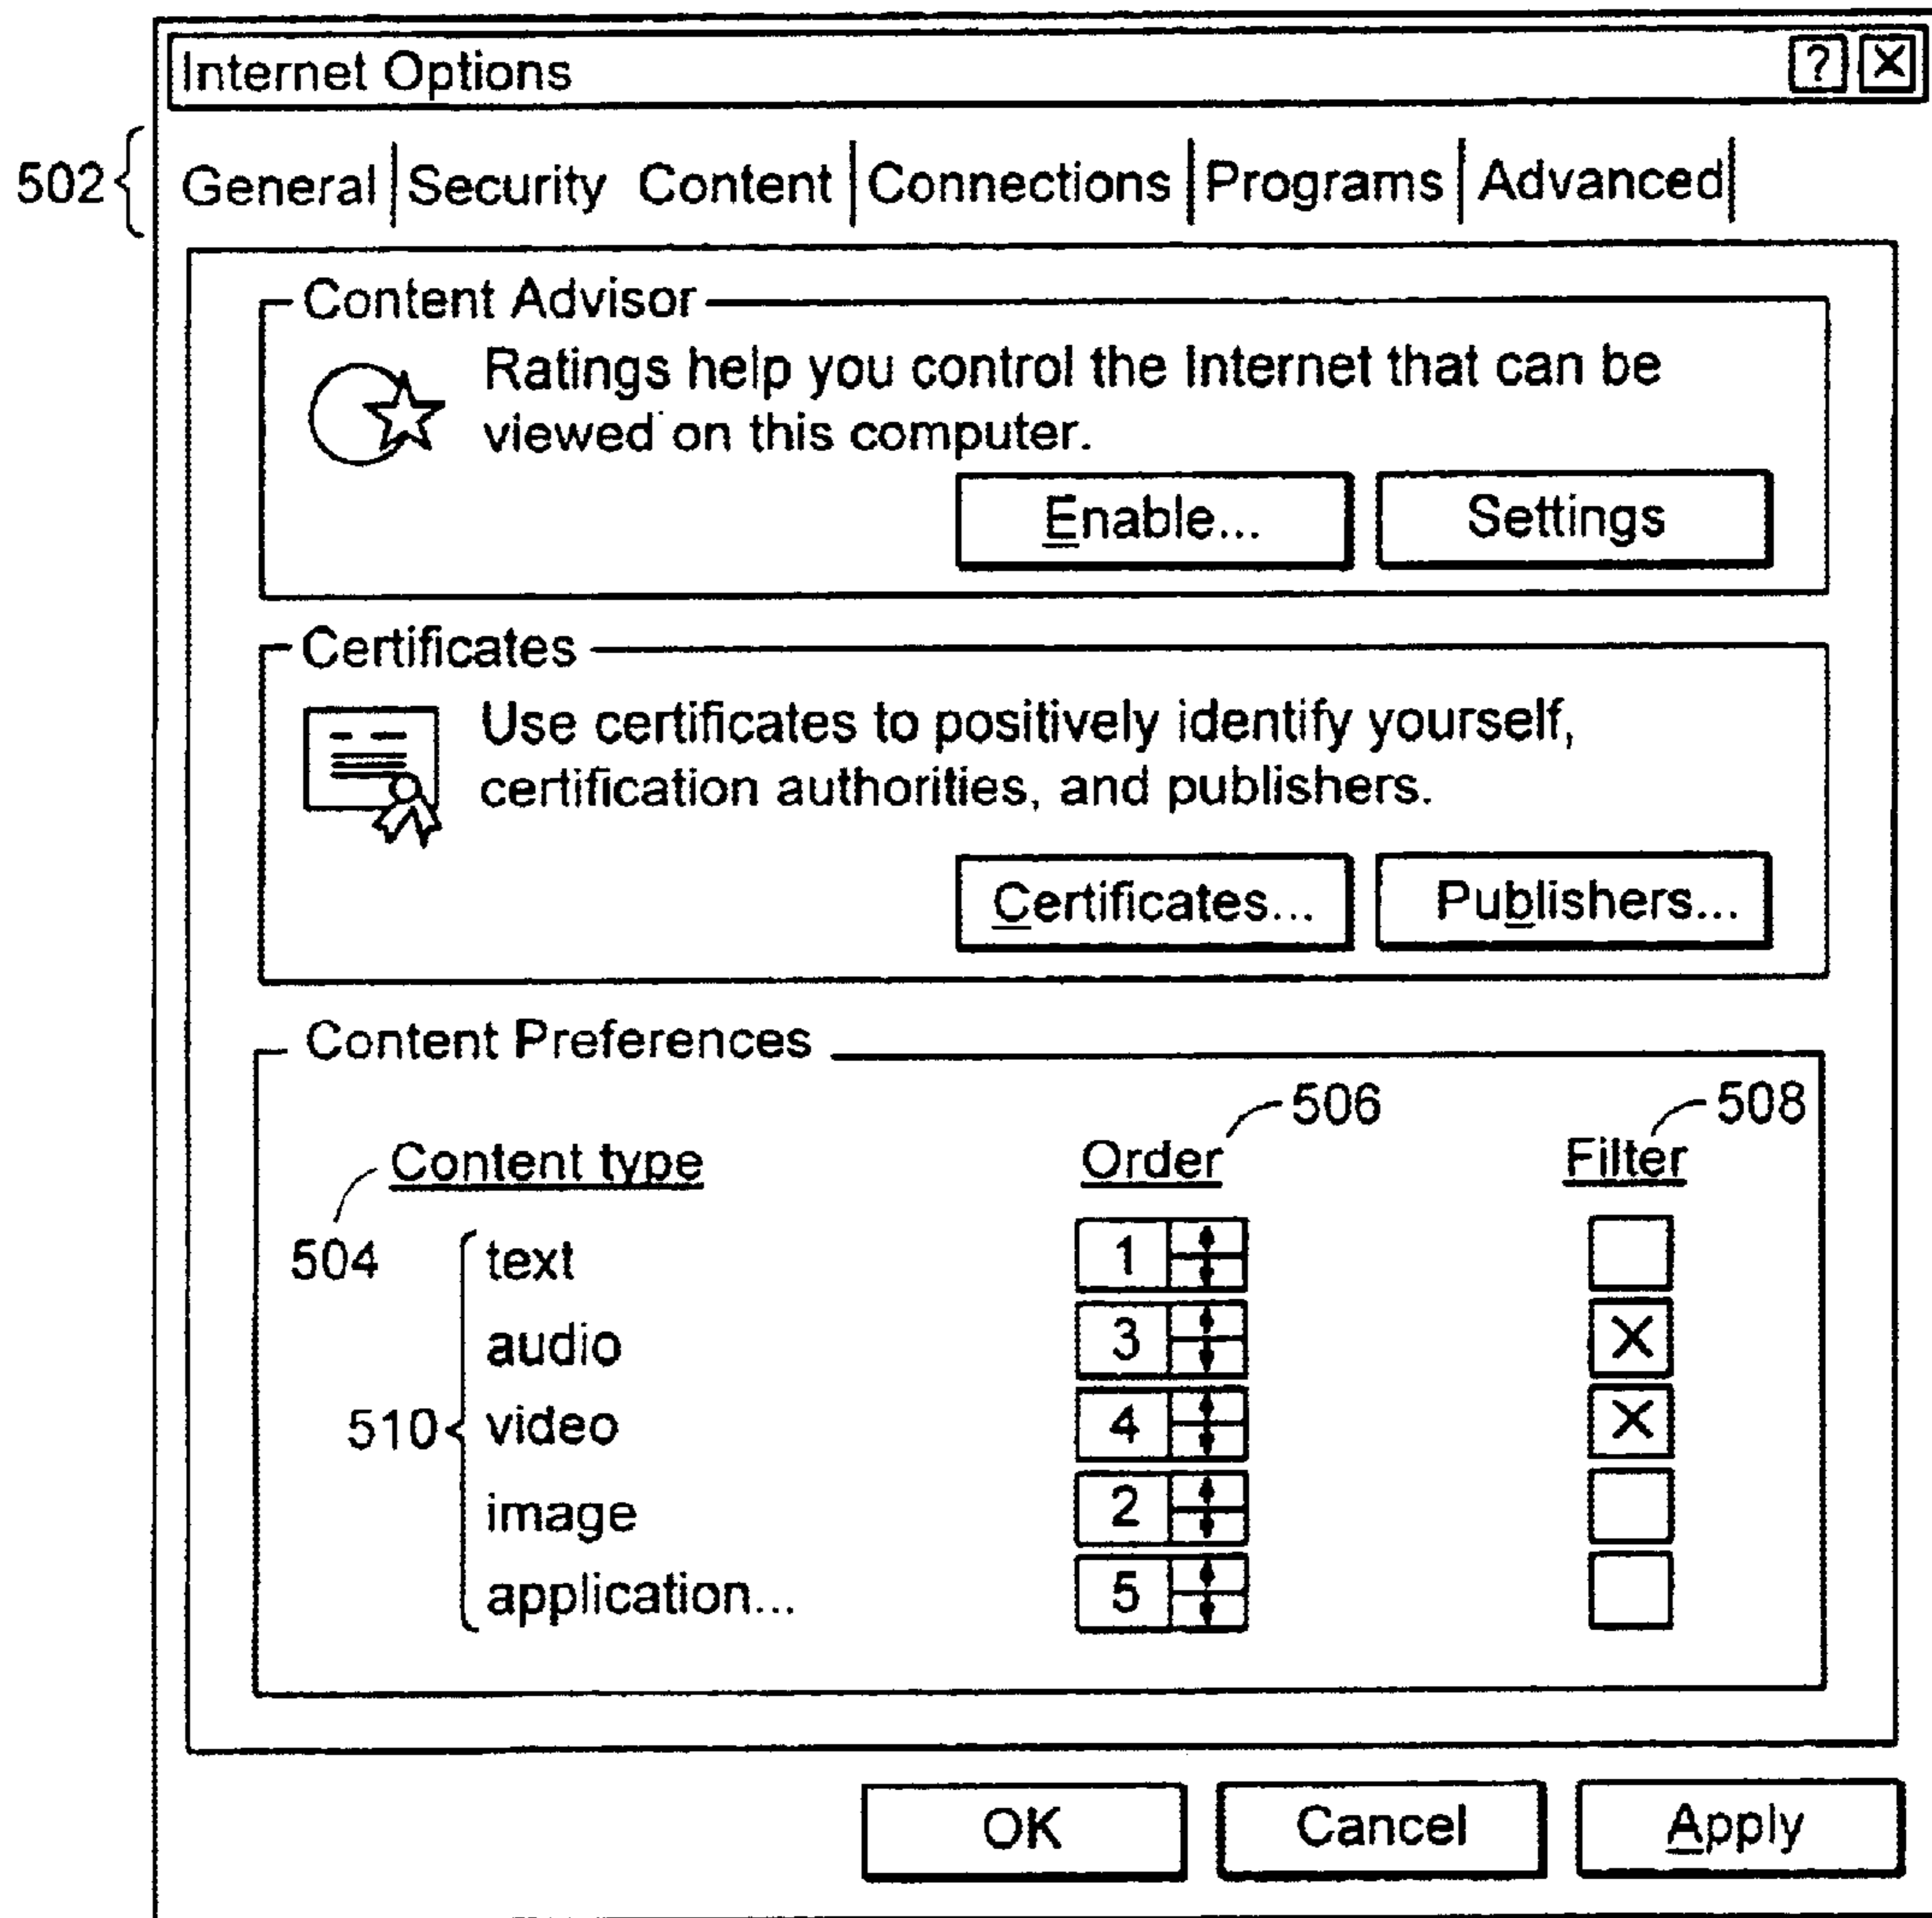 Internet Options ? X
502 General Security Content Connections Programs Advanced
Content Advisor
Ratings help you control the Internet that can be
viewed on this computer.
Enable... Settings
Certificates
Use certificates to positively identify yourself,
certification authorities, and publishers.
Certificates... Publishers...
Content Preferences
506 508
Content type Order Filter
504 text 1
audio 3 X
510 video 4 X
image 2
application... 5
OK Cancel Apply